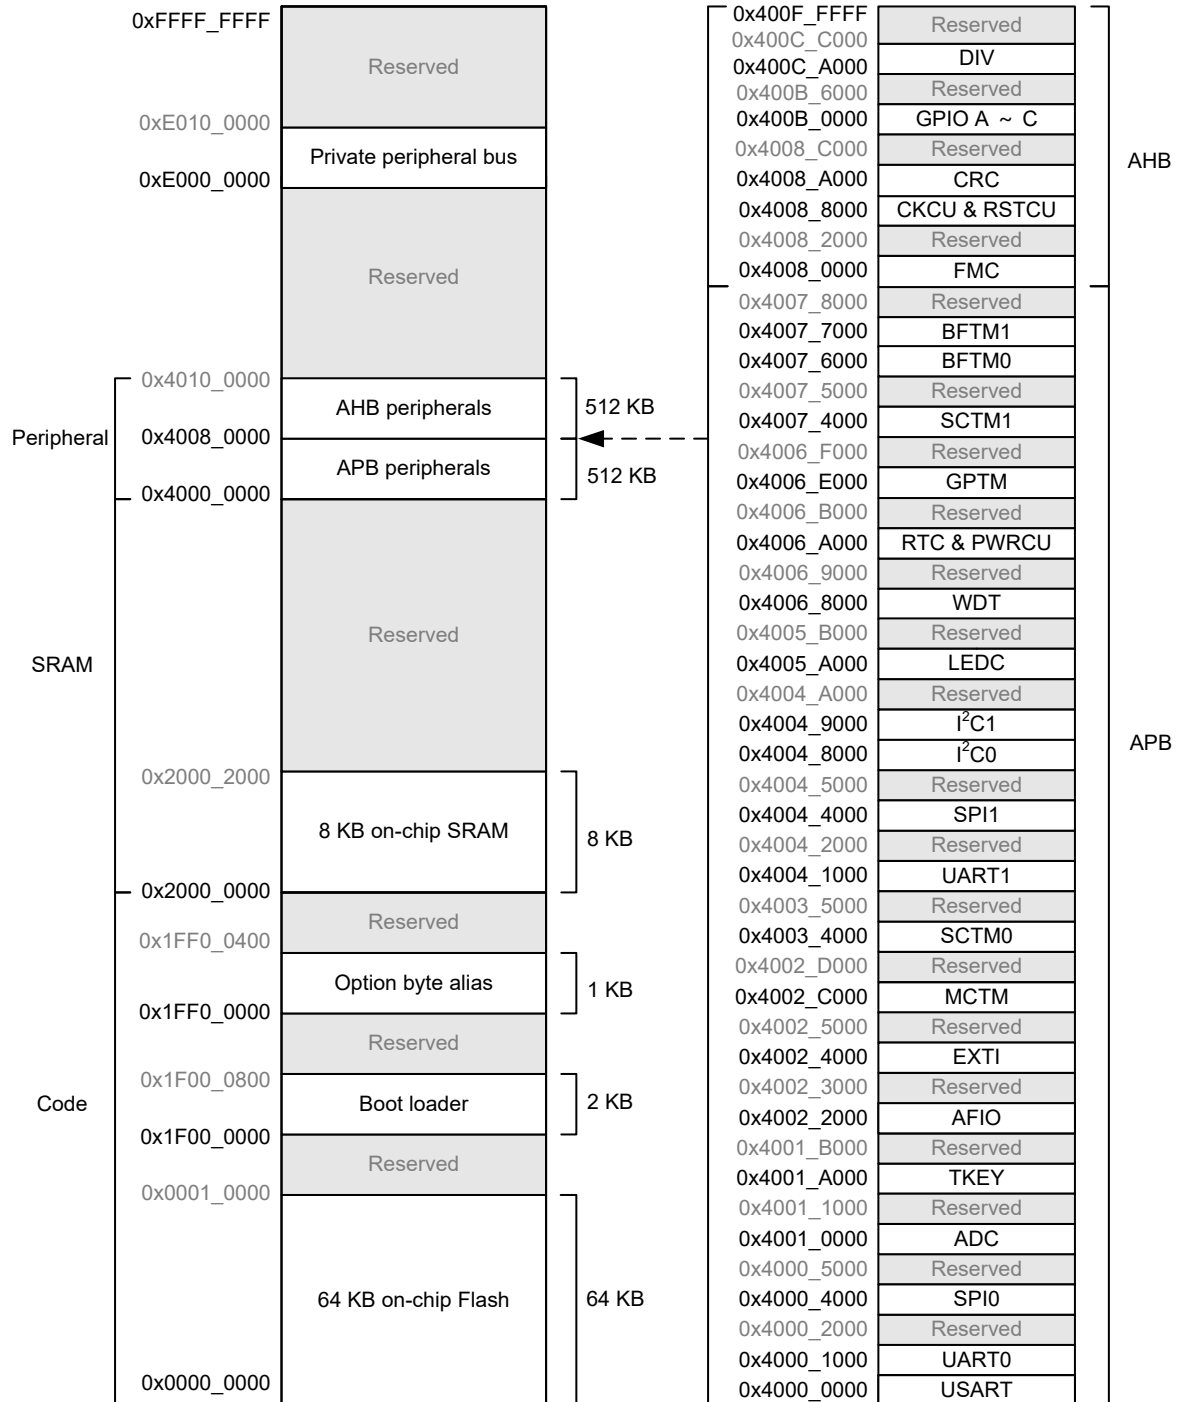 0xFFFF_FFFF
Reserved
0xE010_0000
Private peripheral bus
0xE000_0000
Reserved
0x4010_0000
AHB peripherals
512 KB
Peripheral
0x4008_0000
APB peripherals
512 KB
0x4000_0000
Reserved
SRAM
0x2000_2000
8 KB on-chip SRAM
8 KB
0x2000_0000
Reserved
0x1FF0_0400
Option byte alias
1 KB
0x1FF0_0000
Reserved
0x1F00_0800
Code
Boot loader
2 KB
0x1F00_0000
Reserved
0x0001_0000
64 KB on-chip Flash
64 KB
0x0000_0000
0x400F_FFFF
Reserved
0x400C_C000
0x400C_A000 DIV
0x400B_6000 Reserved
0x400B_0000 GPIO A ~ C
0x4008_C000 Reserved
AHB
0x4008_A000 CRC
0x4008_8000 CKCU & RSTCU
0x4008_2000 Reserved
0x4008_0000 FMC
0x4007_8000 Reserved
0x4007_7000 BFTM1
0x4007_6000 BFTM0
0x4007_5000 Reserved
0x4007_4000 SCTM1
0x4006_F000 Reserved
0x4006_E000 GPTM
0x4006_B000 Reserved
0x4006_A000 RTC & PWRCU
0x4006_9000 Reserved
0x4006_8000 WDT
0x4005_B000 Reserved
0x4005_A000 LEDC
0x4004_A000 Reserved
0x4004_9000 I²C1
APB
0x4004_8000 I²C0
0x4004_5000 Reserved
0x4004_4000 SPI1
0x4004_2000 Reserved
0x4004_1000 UART1
0x4003_5000 Reserved
0x4003_4000 SCTM0
0x4002_D000 Reserved
0x4002_C000 MCTM
0x4002_5000 Reserved
0x4002_4000 EXTI
0x4002_3000 Reserved
0x4002_2000 AFIO
0x4001_B000 Reserved
0x4001_A000 TKEY
0x4001_1000 Reserved
0x4001_0000 ADC
0x4000_5000 Reserved
0x4000_4000 SPI0
0x4000_2000 Reserved
0x4000_1000 UART0
0x4000_0000 USART